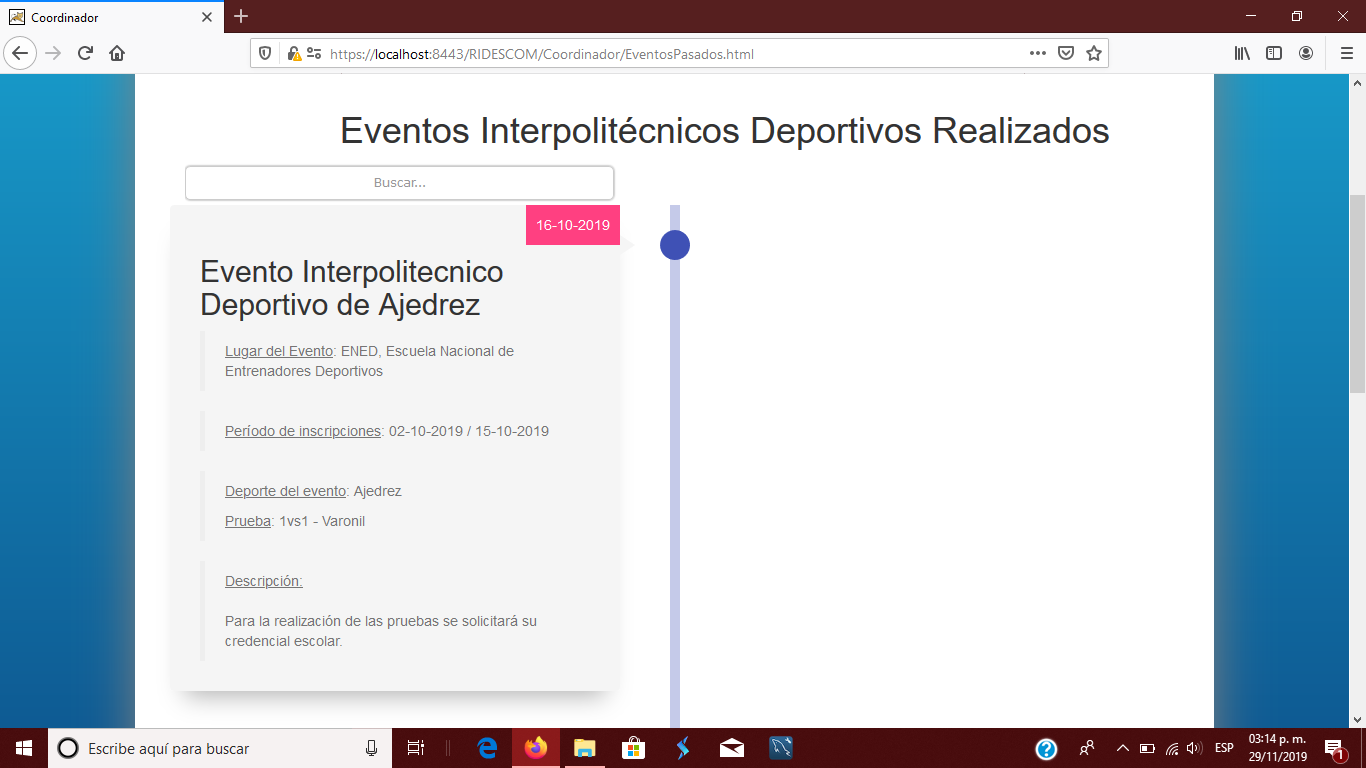 Coordinador
https://localhost:8443/RIDESCOM/Coordinador/EventosPasados.html
Eventos Interpolitécnicos Deportivos Realizados
Buscar...
16-10-2019
Evento Interpolitecnico
Deportivo de Ajedrez
Lugar del Evento: ENED, Escuela Nacional de
Entrenadores Deportivos
Período de inscripciones: 02-10-2019 / 15-10-2019
Deporte del evento: Ajedrez
Prueba: 1vs1 - Varonil
Descripción:
Para la realización de las pruebas se solicitará su
credencial escolar.
Escribe aquí para buscar
ESP
03:14 p. m.
29/11/2019
1